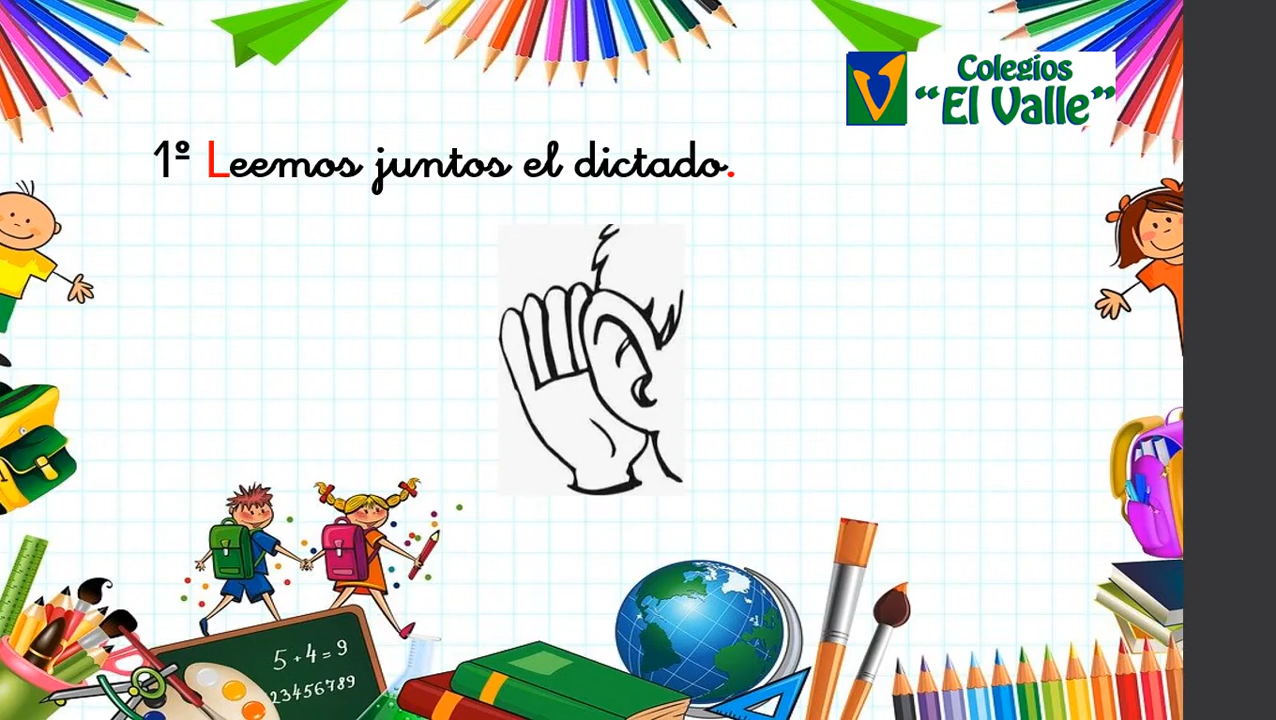 Colegios
“El Valle”
1º Leemos juntos el dictado.
5+4=9
23456789